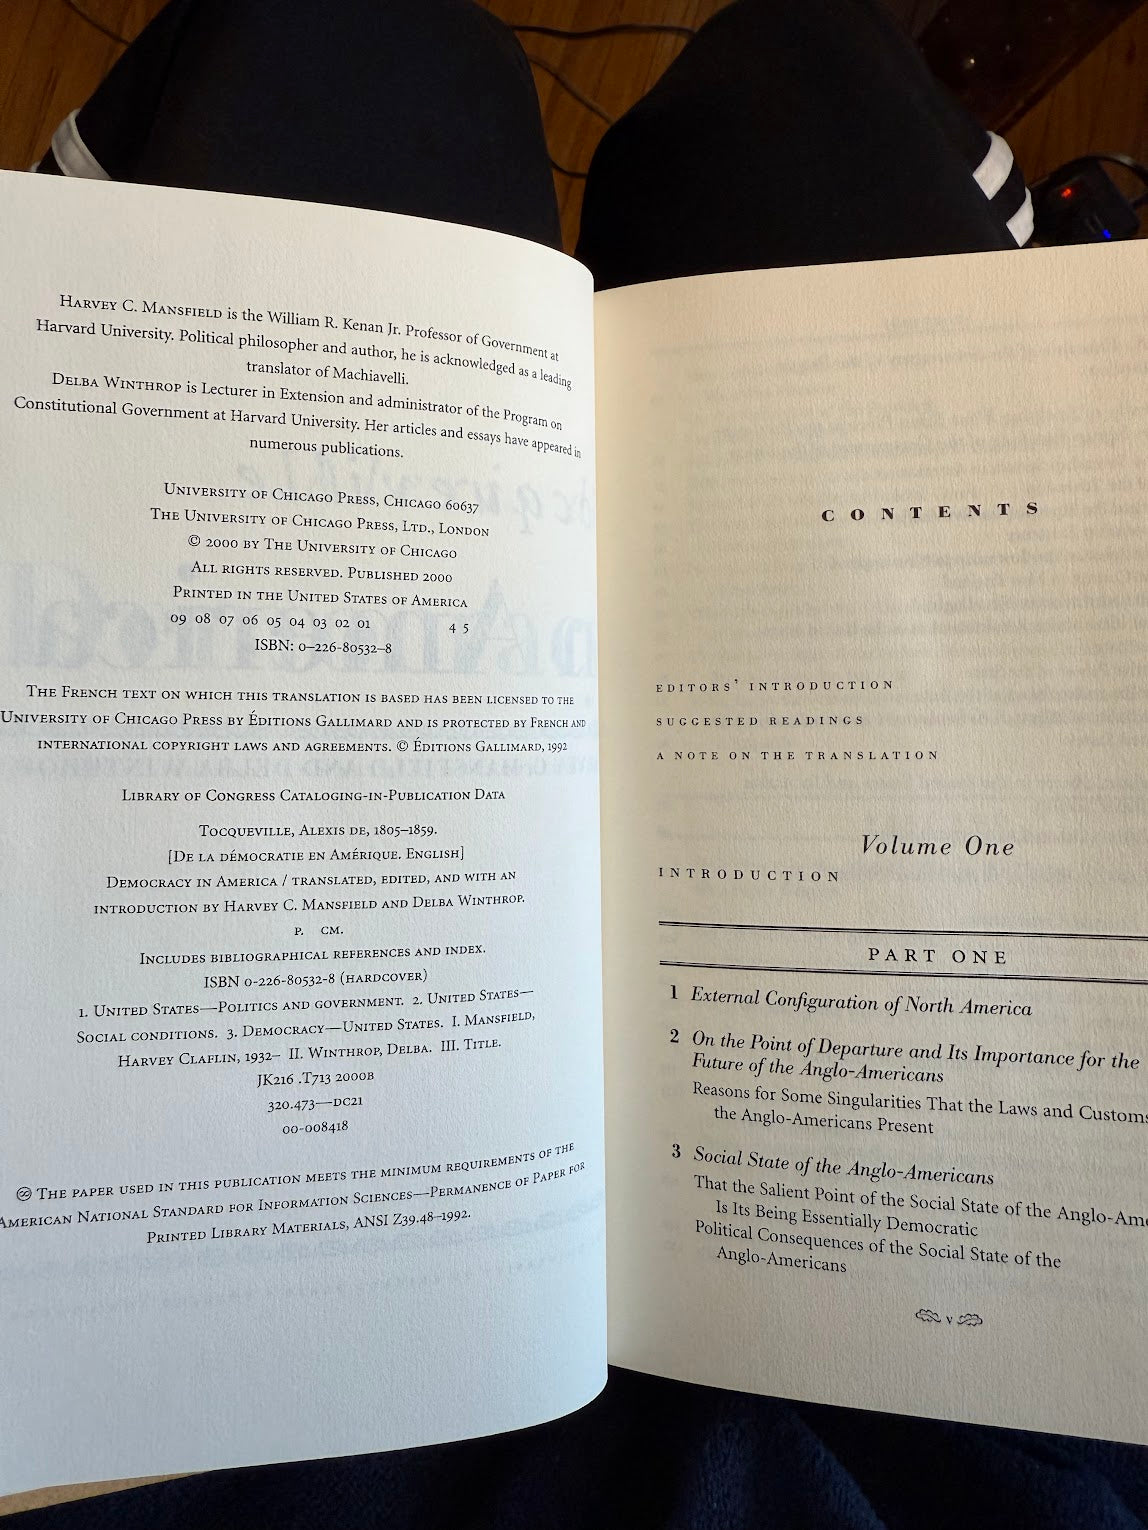 Harvey C. Mansfield is the William R. Kenan Jr. Professor of Government at
Harvard University. Political philosopher and author, he is acknowledged as a leading
translator of Machiavelli.
Delba Winthrop is Lecturer in Extension and administrator of the Program on
Constitutional Government at Harvard University. Her articles and essays have appeared in
numerous publications.
University of Chicago Press, Chicago 60637
The University of Chicago Press, Ltd., London
© 2000 by The University of Chicago
All rights reserved. Published 2000
Printed in the United States of America
09 08 07 06 05 04 03 02 01 4 5
ISBN: 0–226-80532–8
The French text on which this translation is based has been licensed to the
University of Chicago Press by Éditions Gallimard and is protected by French and
international copyright laws and agreements. © Éditions Gallimard, 1992
Library of Congress Cataloging-in-Publication Data
Tocqueville, Alexis de, 1805–1859.
[De la démocratie en Amérique. English]
Democracy in America / translated, edited, and with an
introduction by Harvey C. Mansfield and Delba Winthrop.
p. cm.
Includes bibliographical references and index.
ISBN 0-226-80532-8 (hardcover)
1. United States—Politics and government. 2. United States—
Social conditions. 3. Democracy—United States. I. Mansfield,
Harvey Claflin, 1932– II. Winthrop, Delba. III. Title.
JK216 .T713 2000b
320.473—dc21
00-008418
♾ The paper used in this publication meets the minimum requirements of the
American National Standard for Information Sciences—Permanence of Paper for
Printed Library Materials, ANSI Z39.48–1992.
CONTENTS
EDITORS' INTRODUCTION
SUGGESTED READINGS
A NOTE ON THE TRANSLATION
Volume One
INTRODUCTION
PART ONE
1 External Configuration of North America
2 On the Point of Departure and Its Importance for the
Future of the Anglo-Americans
Reasons for Some Singularities That the Laws and Customs
the Anglo-Americans Present
3 Social State of the Anglo-Americans
That the Salient Point of the Social State of the Anglo-Am
Is Its Being Essentially Democratic
Political Consequences of the Social State of the
Anglo-Americans
v